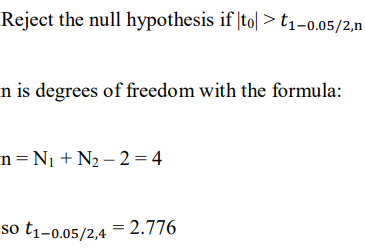 Reject the null hypothesis if |t₀| > t₁₋₀.₀₅/₂,ₙ
n is degrees of freedom with the formula:
n = N₁ + N₂ – 2 = 4
so t₁₋₀.₀₅/₂,₄ = 2.776